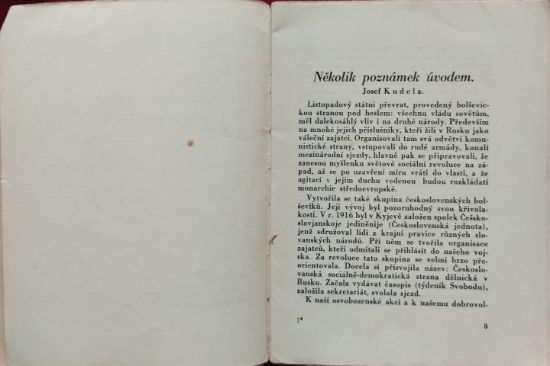 Několik poznámek úvodem.
Josef Kudela.
Listopadový státní převrat, provedený bolševic-
kou stranou pod heslem: všechnu vládu sovětům,
měl dalekosáhlý vliv i na druhé národy. Především
na mnohé jejich příslušníky, kteří žili v Rusku jako
váleční zajatci. Organisovali tam svá odvětví komu-
nistické strany, vstupovali do rudé armády, konali
mezinárodní sjezdy, hlavně pak se připravovali, že
zanesou myšlenku světové sociální revoluce na zá-
pad, až se po uzavření míru vrátí do vlasti, a že
agitací v jejím duchu vedenou budou rozkládati
monarchie středoevropské.
Vytvořila se také skupina československých bol-
ševiků. Její vývoj byl pozoruhodný svou křivola-
kostí. V r. 1916 byl v Kyjevě založen spolek Češsko-
slavjanskoje jediněnije (Českoslovanská jednota),
jenž sdružoval lidi z krajní pravice různých slo-
vanských národů. Při něm se tvořila organisace
zajatců, kteří odmítali se přihlásit do našeho voj-
ska. Za revoluce tato skupina se velmi brzo pře-
orientovala. Docela si přisvojila název: Českoslo-
vanská sociálně-demokratická strana dělnická v
Rusku. Začala vydávat časopis (týdeník Svobodu),
založila sekretariát, svolala sjezd.
K naší osvobozenské akci a k našemu dobrovol-
1*
3